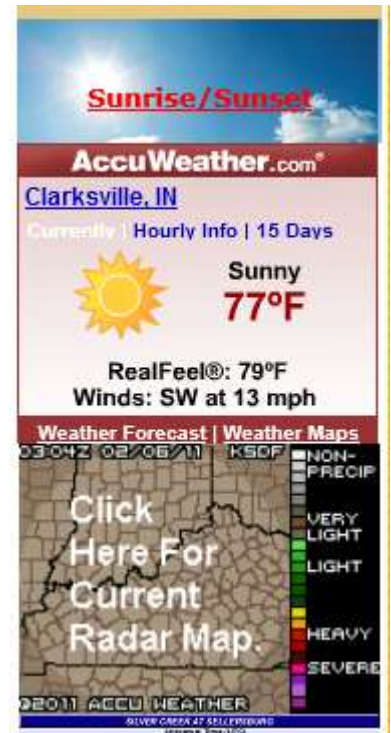 Sunrise/Sunset
AccuWeather.com®
Clarksville, IN
Currently | Hourly Info | 15 Days
Sunny
77ºF
RealFeel®: 79ºF
Winds: SW at 13 mph
Weather Forecast | Weather Maps
03:04Z 02/06/11 KSDF
NON-
PRECIP
Click
Here For
Current
Radar Map.
VERY
LIGHT
LIGHT
HEAVY
SEVERE
©2011 ACCU WEATHER
SILVER CREEK AT SELLERSBURG